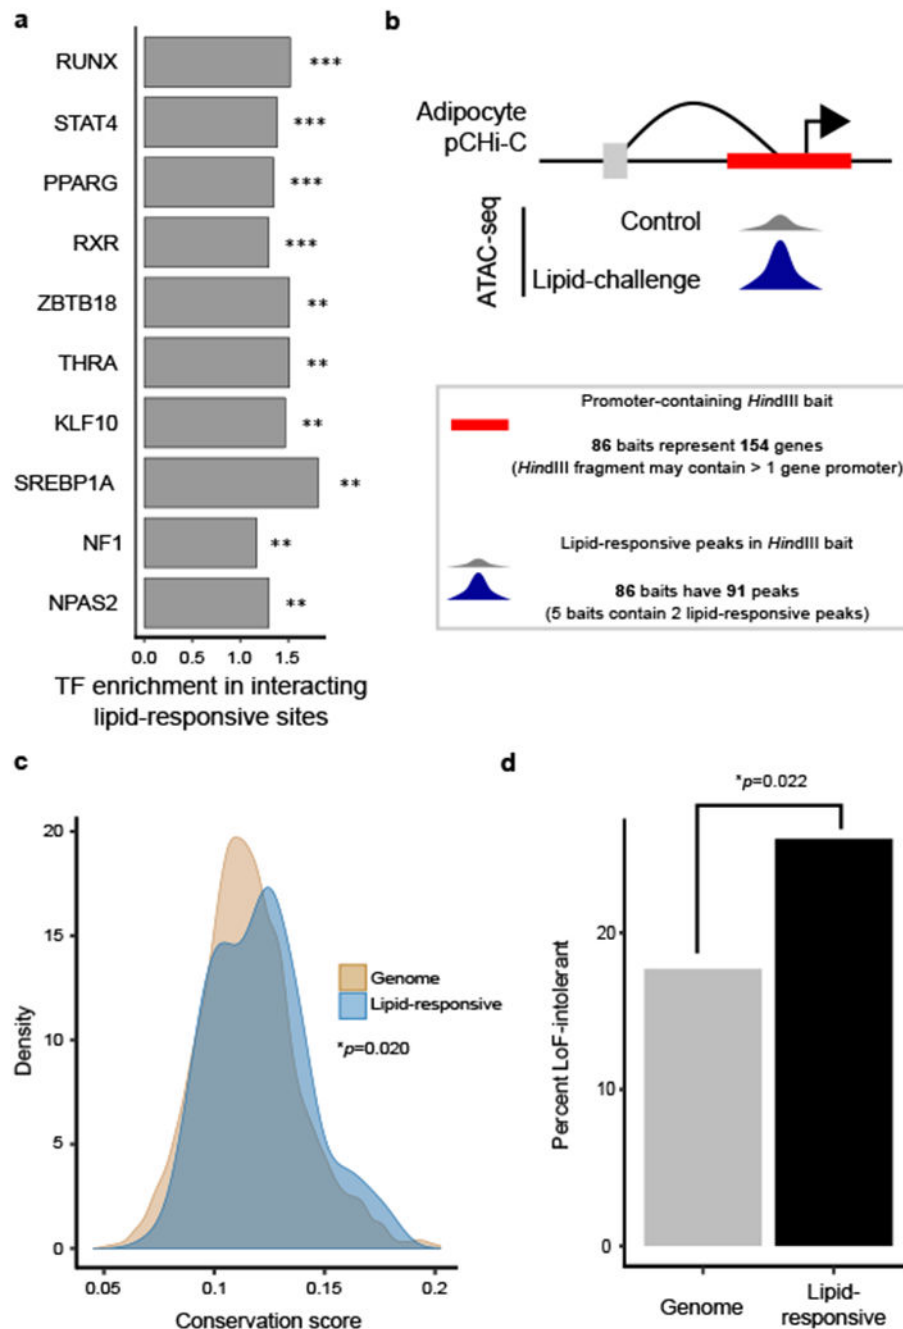 a
RUNX
***
STAT4
***
PPARG
***
RXR
***
ZBTB18
**
THRA
**
KLF10
**
SREBP1A
**
NF1
**
NPAS2
**
0.0 0.5 1.0 1.5
TF enrichment in interacting
lipid-responsive sites
b
Adipocyte
pCHi-C
ATAC-seq
Control
Lipid-challenge
Promoter-containing HindIII bait
86 baits represent 154 genes
(HindIII fragment may contain > 1 gene promoter)
Lipid-responsive peaks in HindIII bait
86 baits have 91 peaks
(5 baits contain 2 lipid-responsive peaks)
c
Density
20
15
10
5
0
Genome
Lipid-responsive
*p=0.020
0.05 0.1 0.15 0.2
Conservation score
d
*p=0.022
Percent LoF-intolerant
20
10
0
Genome
Lipid-
responsive